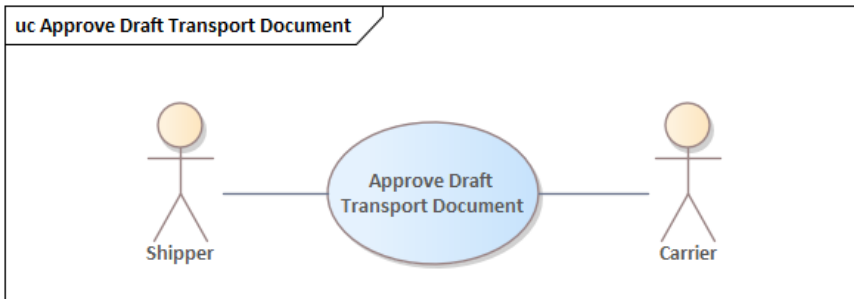 uc Approve Draft Transport Document
Approve Draft
Transport Document
Shipper
Carrier